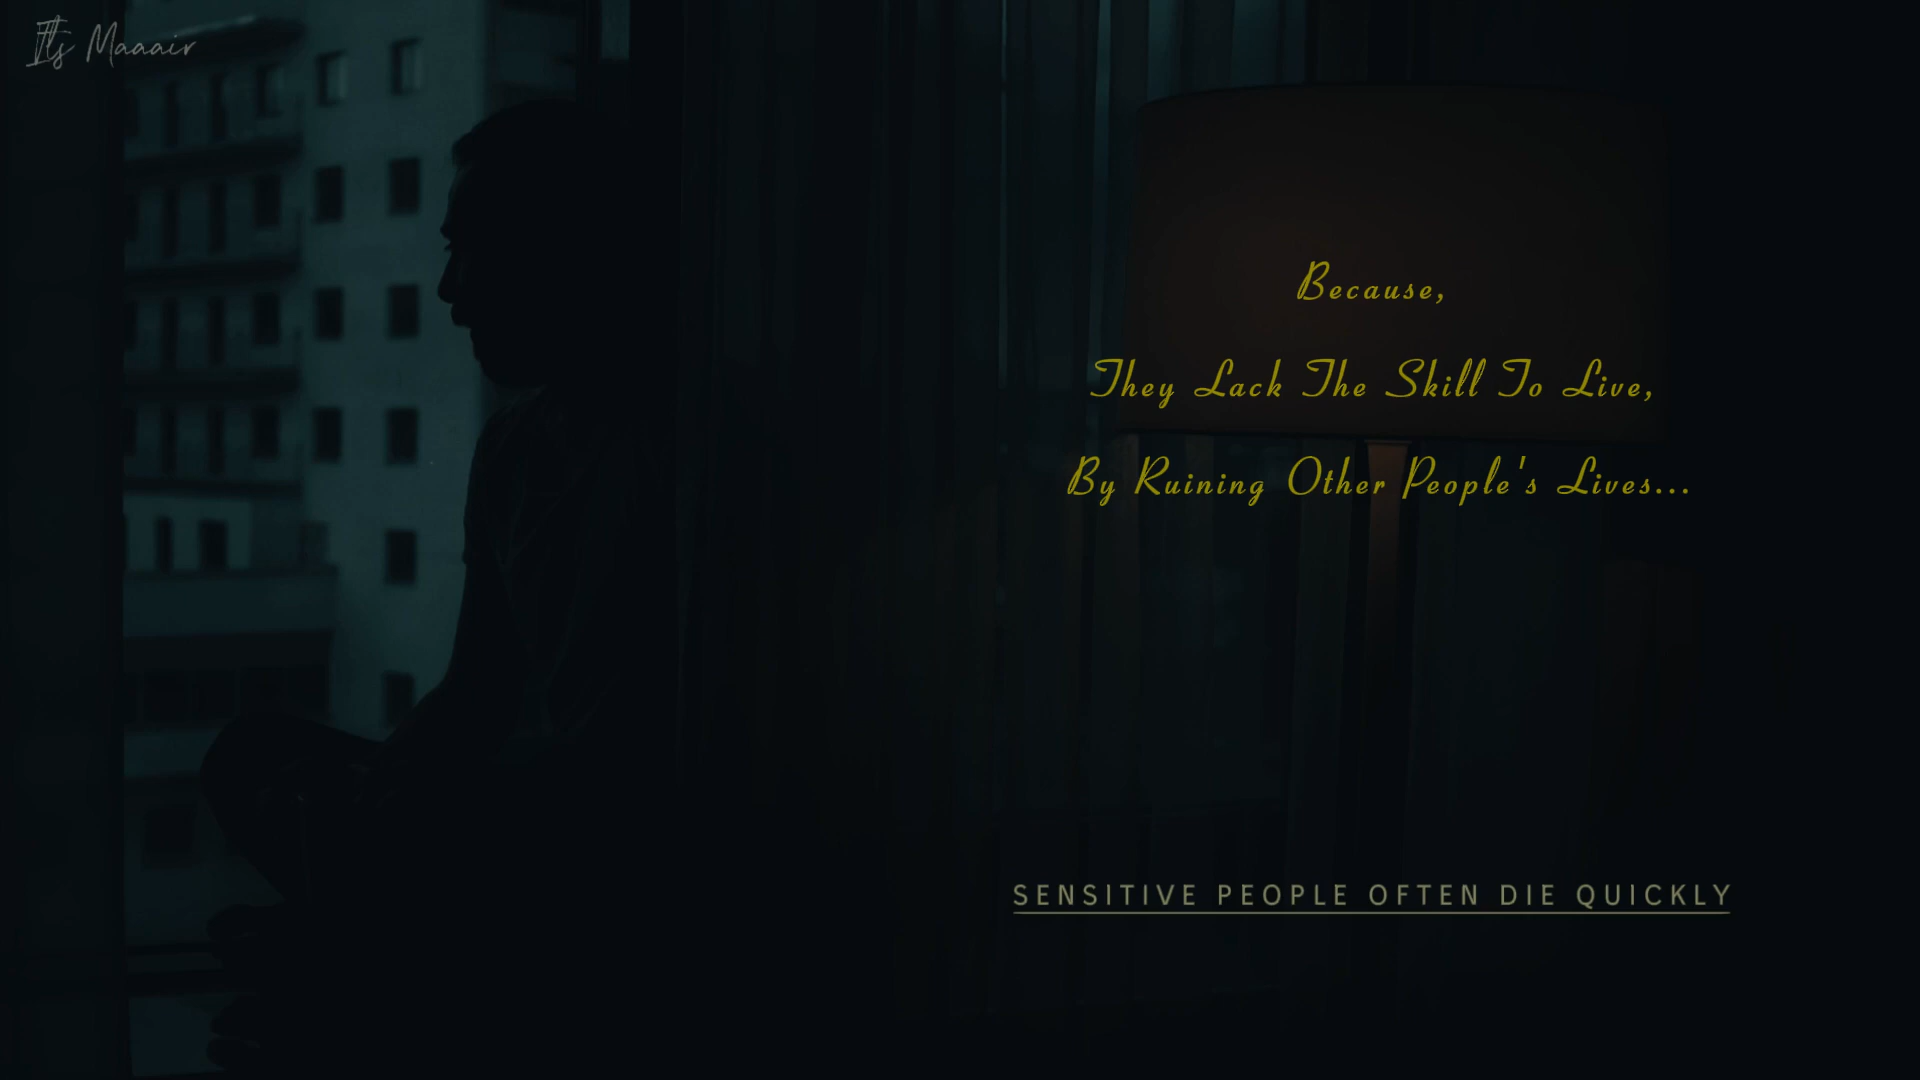 Its Maaair
Because,
They Lack The Skill To Live,
By Ruining Other People's Lives...
SENSITIVE PEOPLE OFTEN DIE QUICKLY